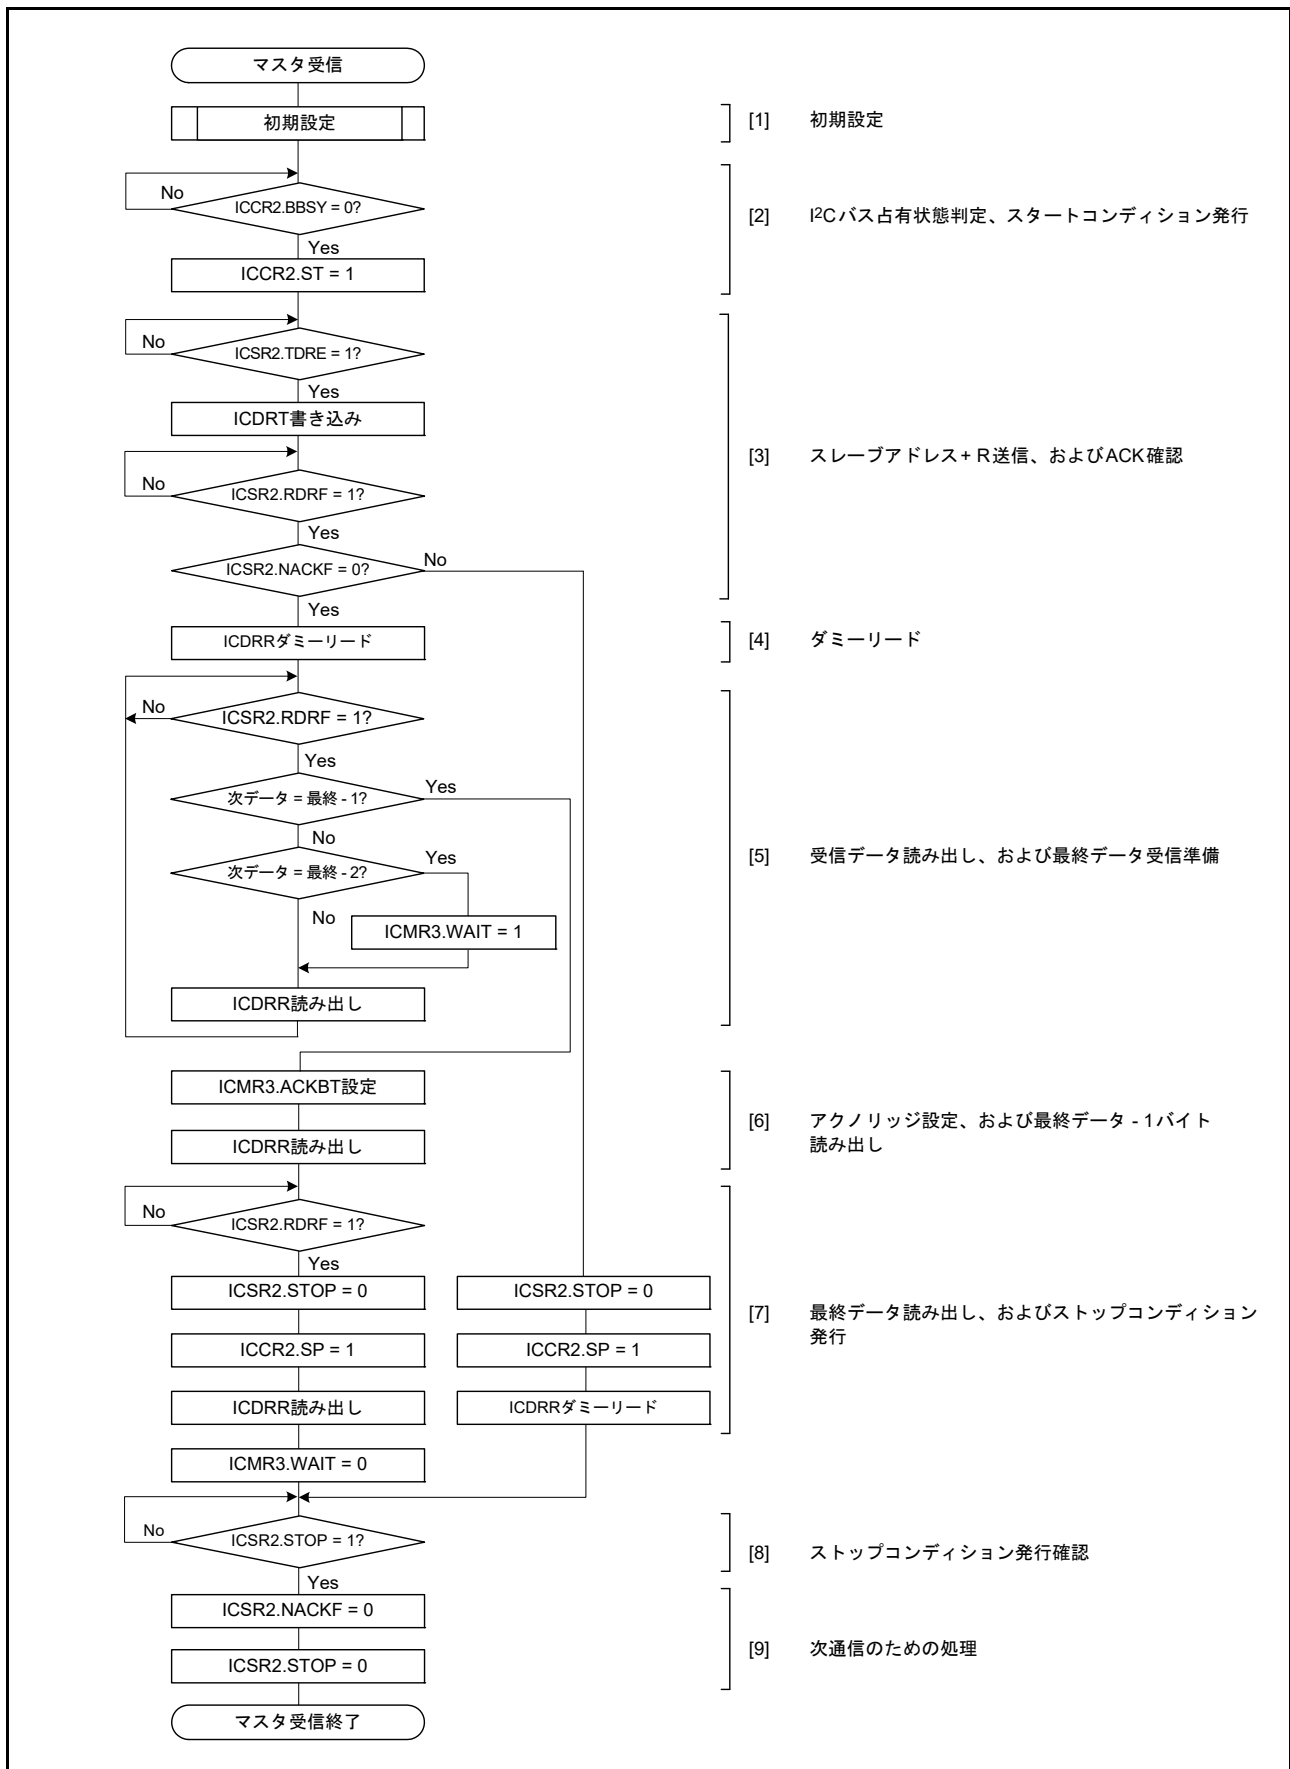 マスタ受信
初期設定
[1] 初期設定
No
ICCR2.BBSY = 0?
[2] I²Cバス占有状態判定、スタートコンディション発行
Yes
ICCR2.ST = 1
No
ICSR2.TDRE = 1?
Yes
ICDRT書き込み
[3] スレーブアドレス+ R送信、およびACK確認
No
ICSR2.RDRF = 1?
Yes
ICSR2.NACKF = 0?
No
Yes
ICDRRダミーリード
[4] ダミーリード
No
ICSR2.RDRF = 1?
Yes
次データ = 最終 - 1?
Yes
No
次データ = 最終 - 2?
Yes
[5] 受信データ読み出し、および最終データ受信準備
No
ICMR3.WAIT = 1
ICDRR読み出し
ICMR3.ACKBT設定
[6] アクノリッジ設定、および最終データ - 1バイト
読み出し
ICDRR読み出し
No
ICSR2.RDRF = 1?
Yes
ICSR2.STOP = 0
ICSR2.STOP = 0
[7] 最終データ読み出し、およびストップコンディション
発行
ICCR2.SP = 1
ICCR2.SP = 1
ICDRR読み出し
ICDRRダミーリード
ICMR3.WAIT = 0
No
ICSR2.STOP = 1?
[8] ストップコンディション発行確認
Yes
ICSR2.NACKF = 0
[9] 次通信のための処理
ICSR2.STOP = 0
マスタ受信終了